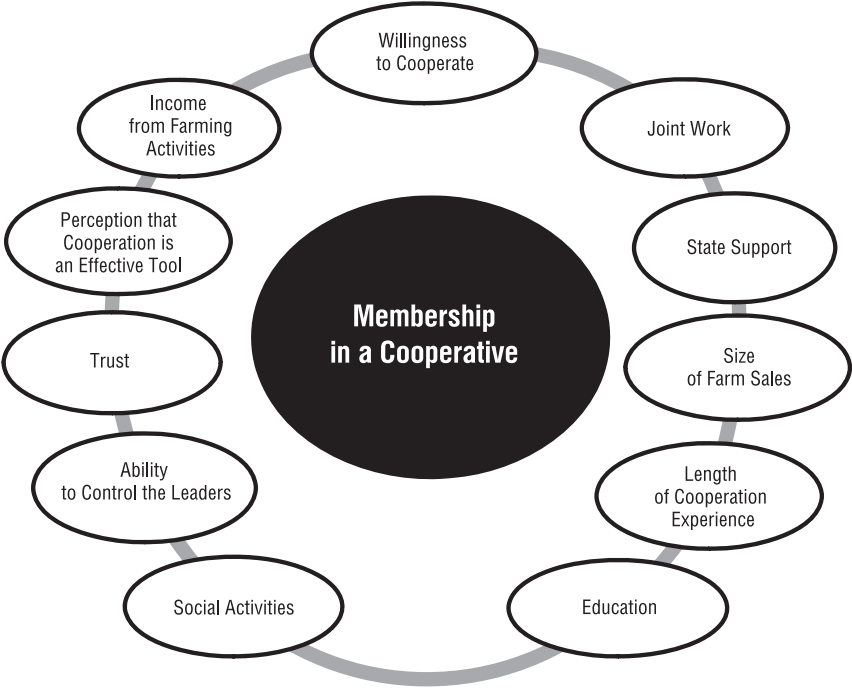 Willingness
to Cooperate
Joint Work
State Support
Size
of Farm Sales
Length
of Cooperation
Experience
Education
Social Activities
Ability
to Control the Leaders
Trust
Perception that
Cooperation is
an Effective Tool
Income
from Farming
Activities
Membership
in a Cooperative